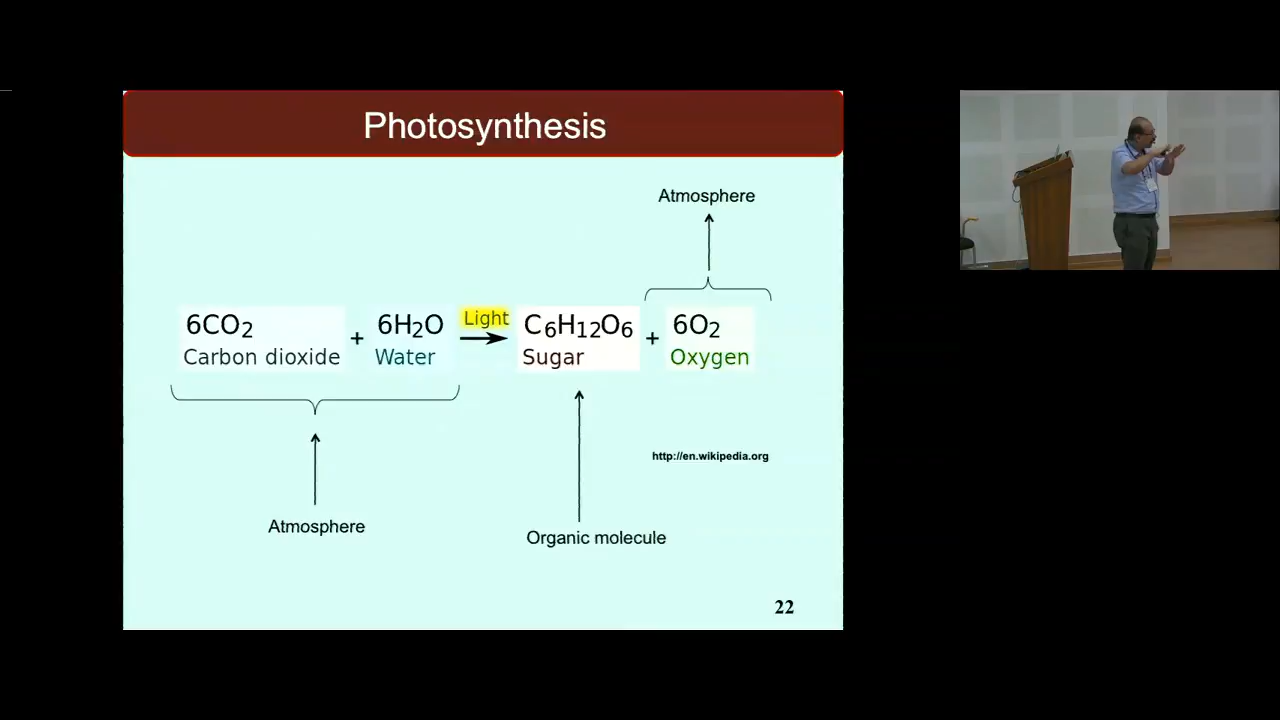 Photosynthesis
Atmosphere
6CO2 + 6H2O Light C6H12O6 + 6O2
Carbon dioxide Water Sugar Oxygen
http://en.wikipedia.org
Atmosphere
Organic molecule
22